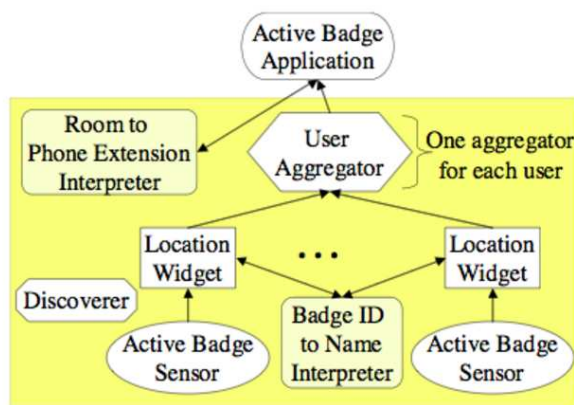 Active Badge
Application
Room to
Phone Extension
Interpreter
User
Aggregator
One aggregator
for each user
Location
Widget
...
Location
Widget
Discoverer
Badge ID
to Name
Interpreter
Active Badge
Sensor
Active Badge
Sensor